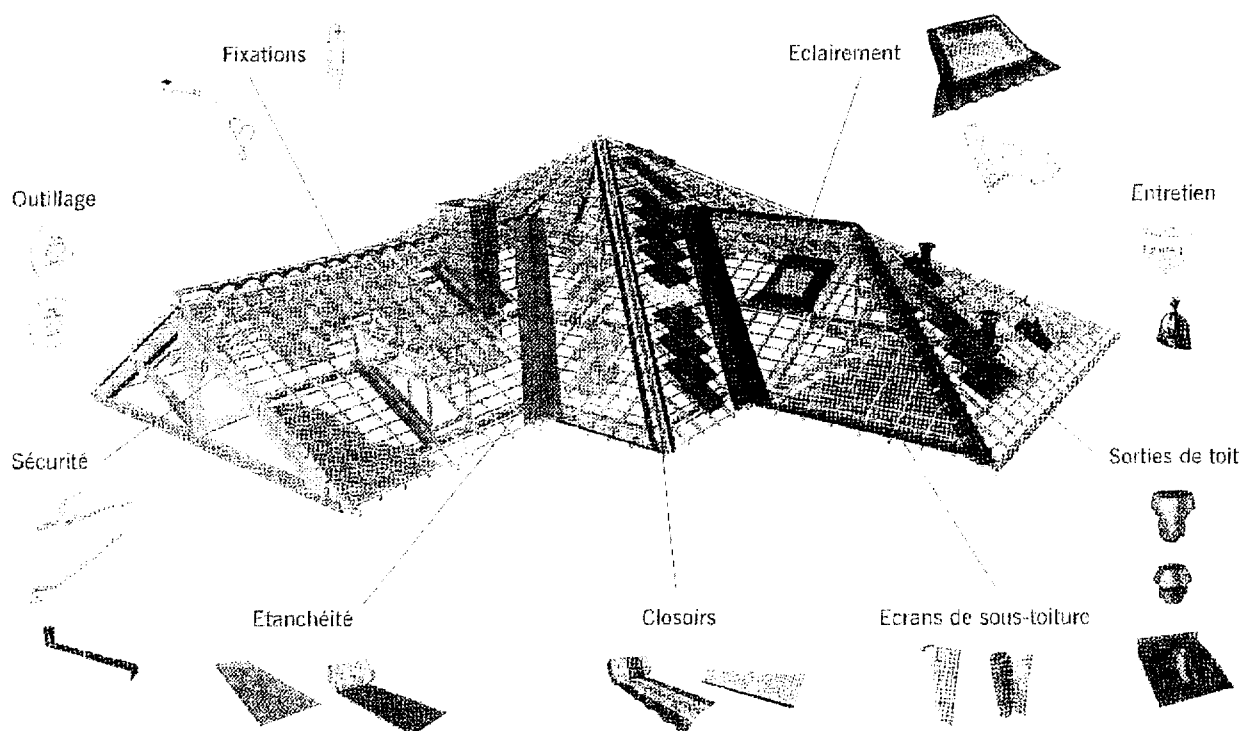 Fixations
Eclairement
Outillage
Entretien
Sécurité
Sorties de toit
Etanchéité
Closoirs
Ecrans de sous-toiture